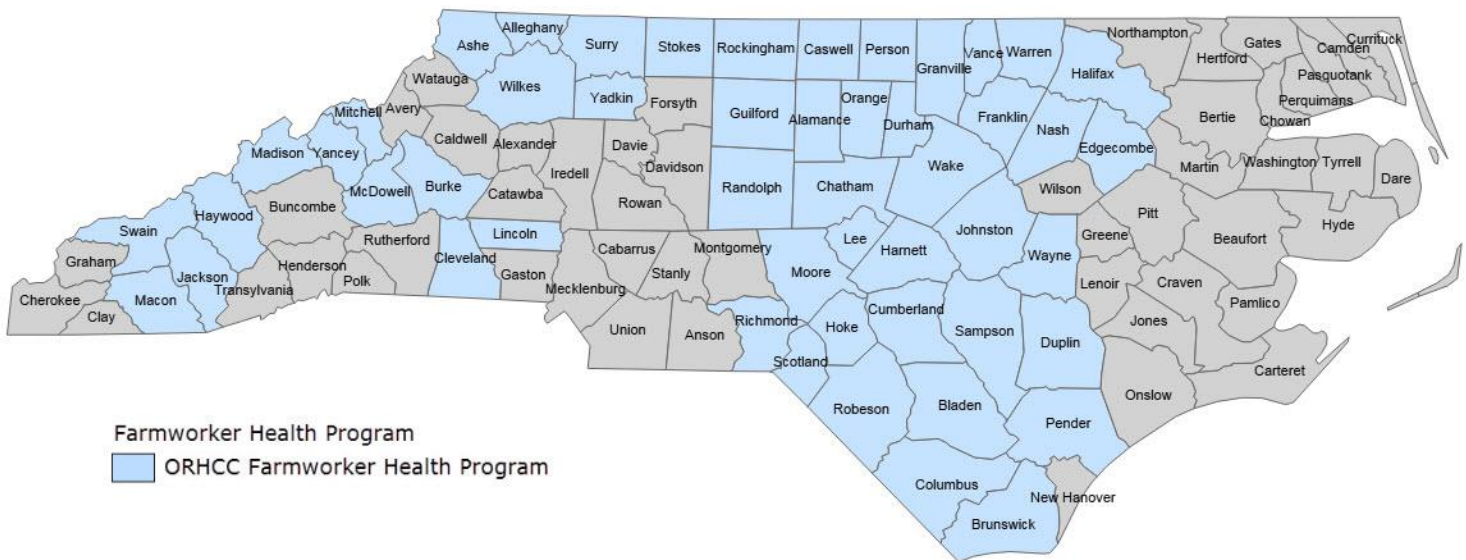 Northampton
Gates
Currituck
Camden
Hertford
Pasquotank
Perquimans
Chowan
Bertie
Alleghany
Ashe
Surry
Stokes
Rockingham
Caswell
Person
Granville
Vance
Warren
Halifax
Watauga
Wilkes
Yadkin
Forsyth
Guilford
Alamance
Orange
Durham
Franklin
Nash
Edgecombe
Martin
Washington
Tyrrell
Dare
Mitchell
Avery
Caldwell
Alexander
Davie
Davidson
Iredell
Madison
Yancey
McDowell
Burke
Catawba
Rowan
Randolph
Chatham
Wake
Wilson
Pitt
Beaufort
Hyde
Buncombe
Haywood
Swain
Graham
Jackson
Cherokee
Clay
Macon
Transylvania
Henderson
Polk
Rutherford
Cleveland
Lincoln
Gaston
Mecklenburg
Cabarrus
Stanly
Montgomery
Union
Anson
Richmond
Moore
Lee
Harnett
Johnston
Wayne
Greene
Lenoir
Craven
Pamlico
Jones
Carteret
Onslow
Hoke
Cumberland
Sampson
Duplin
Scotland
Robeson
Bladen
Pender
Columbus
Brunswick
New Hanover
Farmworker Health Program
ORHCC Farmworker Health Program